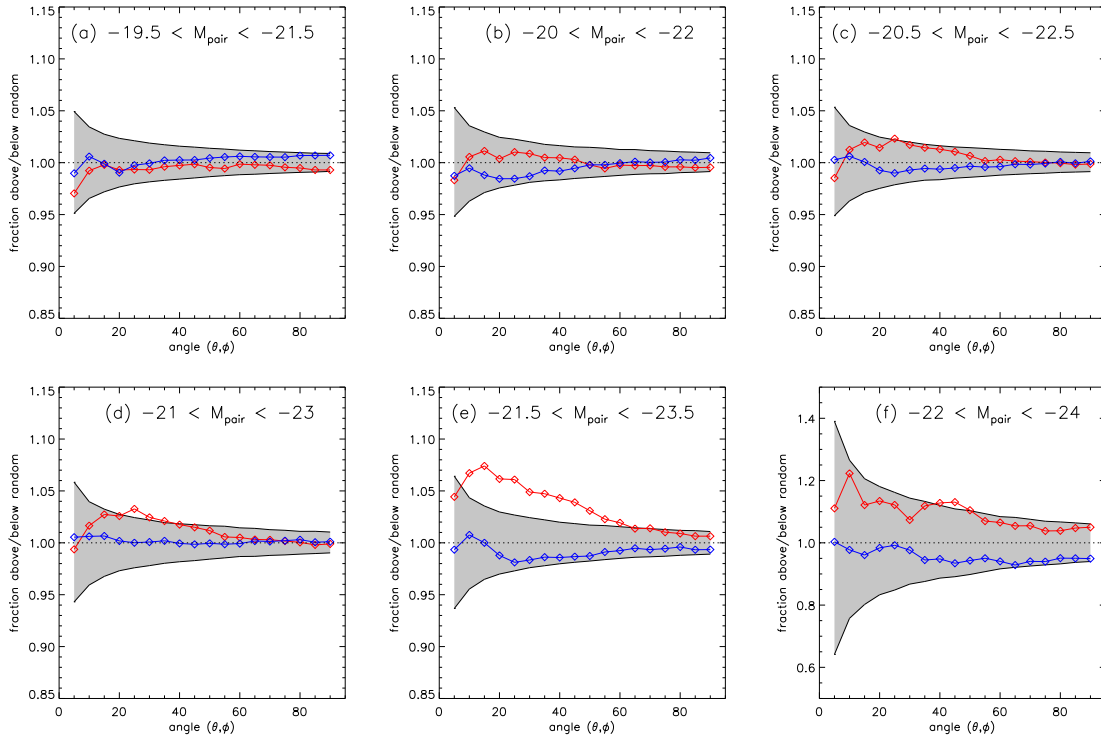 (a) -19.5 < Mpair < -21.5
1.15
1.10
1.05
1.00
0.95
0.90
0.85
fraction above/below random
0 20 40 60 80
angle (θ,ϕ)
(b) -20 < Mpair < -22
1.15
1.10
1.05
1.00
0.95
0.90
0.85
fraction above/below random
0 20 40 60 80
angle (θ,ϕ)
(c) -20.5 < Mpair < -22.5
1.15
1.10
1.05
1.00
0.95
0.90
0.85
fraction above/below random
0 20 40 60 80
angle (θ,ϕ)
(d) -21 < Mpair < -23
1.15
1.10
1.05
1.00
0.95
0.90
0.85
fraction above/below random
0 20 40 60 80
angle (θ,ϕ)
(e) -21.5 < Mpair < -23.5
1.15
1.10
1.05
1.00
0.95
0.90
0.85
fraction above/below random
0 20 40 60 80
angle (θ,ϕ)
(f) -22 < Mpair < -24
1.4
1.2
1.0
0.8
0.6
fraction above/below random
0 20 40 60 80
angle (θ,ϕ)